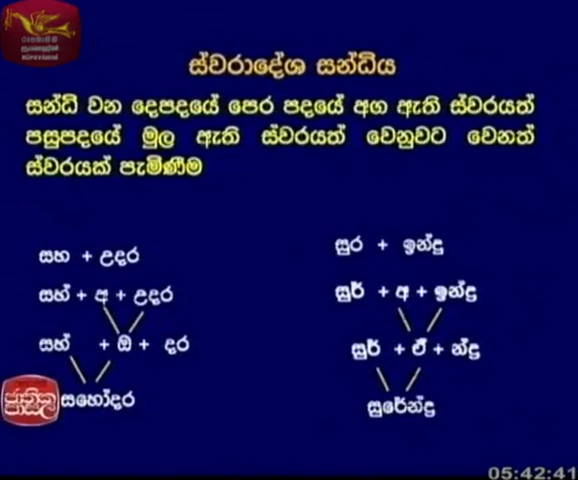 ස්වරාදේශ සන්ධිය
සන්ධි වන දෙපදයේ පෙර පදයේ අග ඇති ස්වරයත්
පසුපදයේ මුල ඇති ස්වරයත් වෙනුවට වෙනත්
ස්වරයක් පැමිණීම
සහ + උදර
සහ් + අ + උදර
සහ් + ඕ + දර
සහෝදර
සුර + ඉන්ද්‍ර
සුර් + අ + ඉන්ද්‍ර
සුර් + ඒ + න්ද්‍ර
සුරේන්ද්‍ර
ජාතික
පාසල
05:42:41